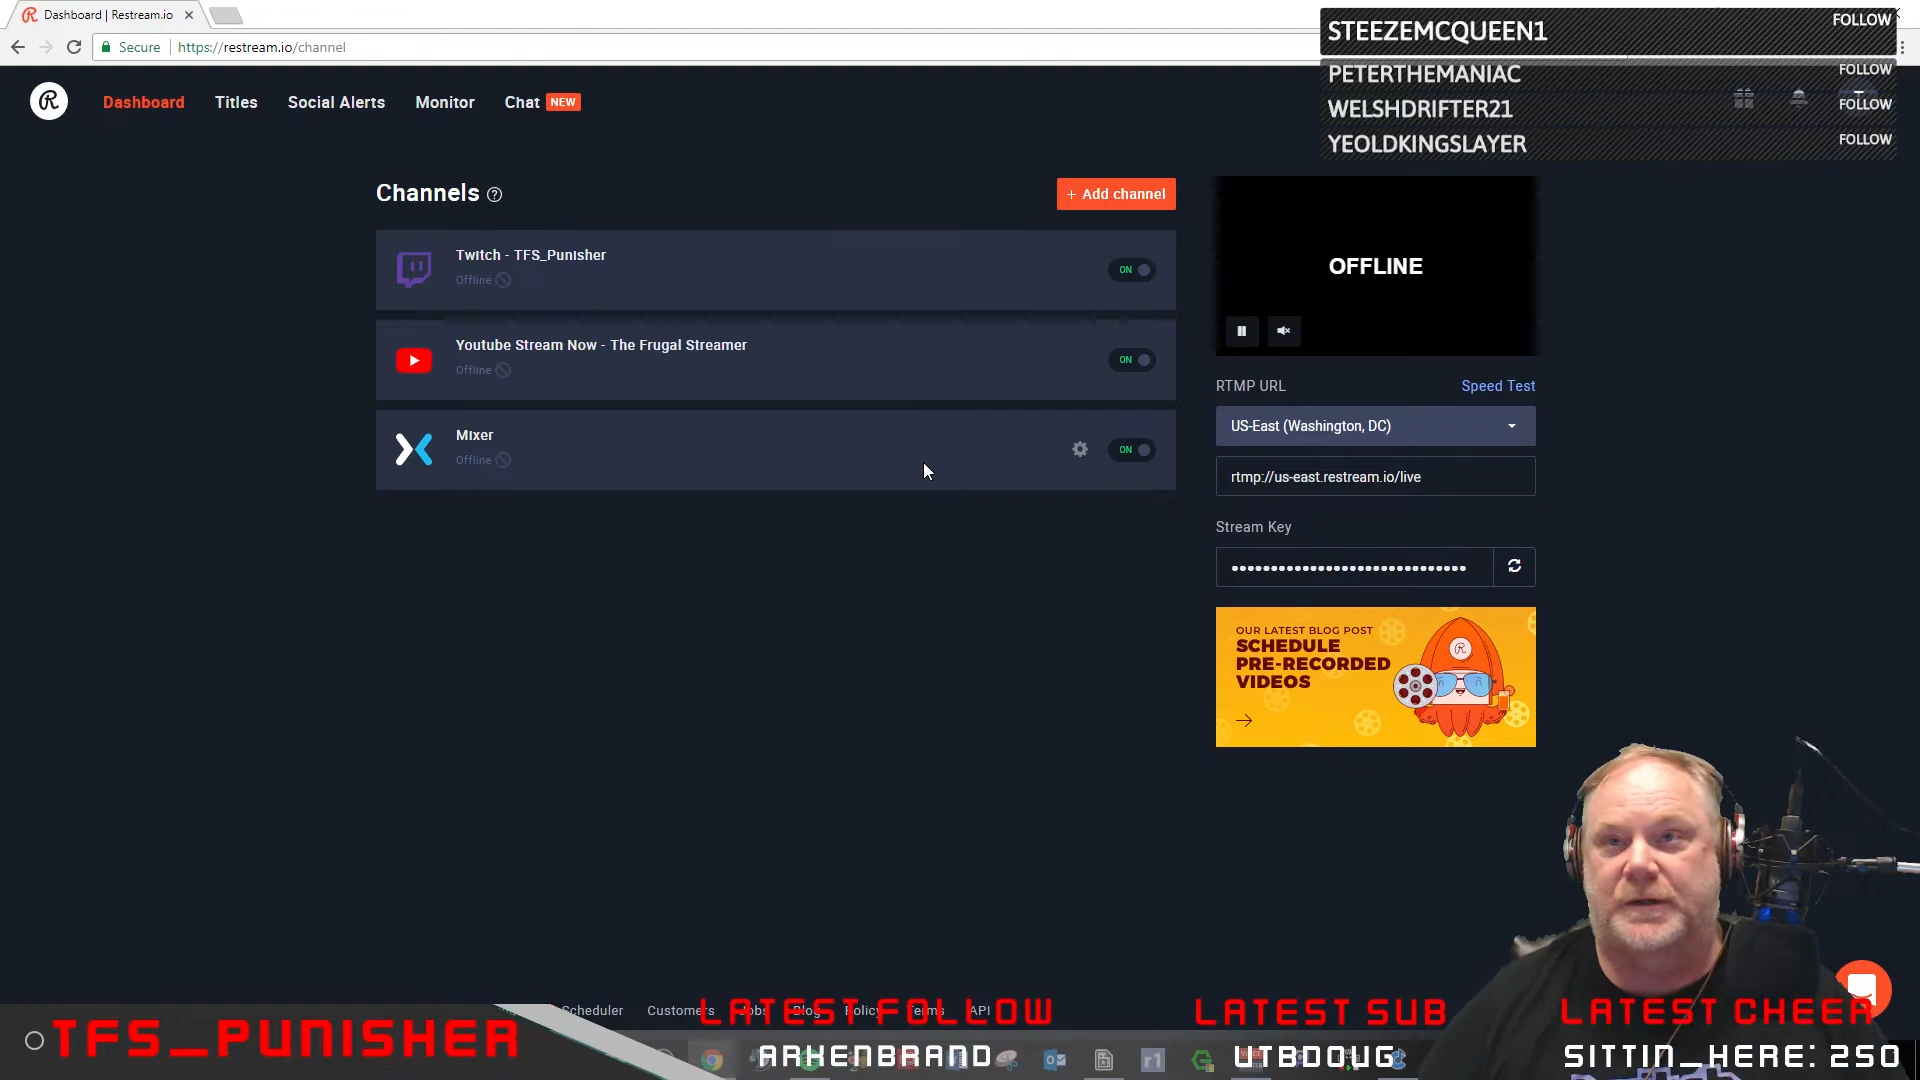 Dashboard | Restream.io
Secure
https://restream.io/channel
STEEZEMCQUEEN1 FOLLOW
PETERTHEMANIAC FOLLOW
WELSHDRIFTER21 FOLLOW
YEOLDKINGSLAYER FOLLOW
Dashboard Titles Social Alerts Monitor Chat NEW
Channels
+ Add channel
Twitch - TFS_Punisher
Offline
ON
Youtube Stream Now - The Frugal Streamer
Offline
ON
Mixer
Offline
ON
OFFLINE
RTMP URL Speed Test
US-East (Washington, DC)
rtmp://us-east.restream.io/live
Stream Key
OUR LATEST BLOG POST
SCHEDULE
PRE-RECORDED
VIDEOS
Customers Blog Policy Terms API
TFS_PUNISHER
LATEST FOLLOW
ARKENBRAND
LATEST SUB
UTBDOUG
LATEST CHEER
SITTIN_HERE: 250